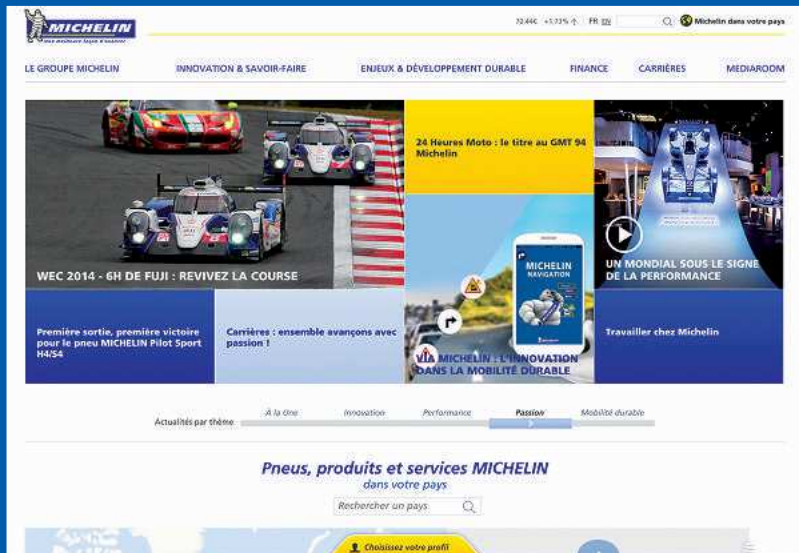 MICHELIN
Une meilleure façon d'avancer
72,44€ +1,73% FR EN
Michelin dans votre pays
LE GROUPE MICHELIN
INNOVATION & SAVOIR-FAIRE
ENJEUX & DÉVELOPPEMENT DURABLE
FINANCE
CARRIÈRES
MEDIAROOM
WEC 2014 - 6H DE FUJI : REVIVEZ LA COURSE
24 Heures Moto : le titre au GMT 94
Michelin
UN MONDIAL SOUS LE SIGNE
DE LA PERFORMANCE
Première sortie, première victoire
pour le pneu MICHELIN Pilot Sport
H4/S4
Carrières : ensemble avançons avec
passion !
MICHELIN
NAVIGATION
VIA MICHELIN : L'INNOVATION
DANS LA MOBILITÉ DURABLE
Travailler chez Michelin
Actualités par thème
À la Une
Innovation
Performance
Passion
Mobilité durable
Pneus, produits et services MICHELIN
dans votre pays
Rechercher un pays
Choisissez votre profil